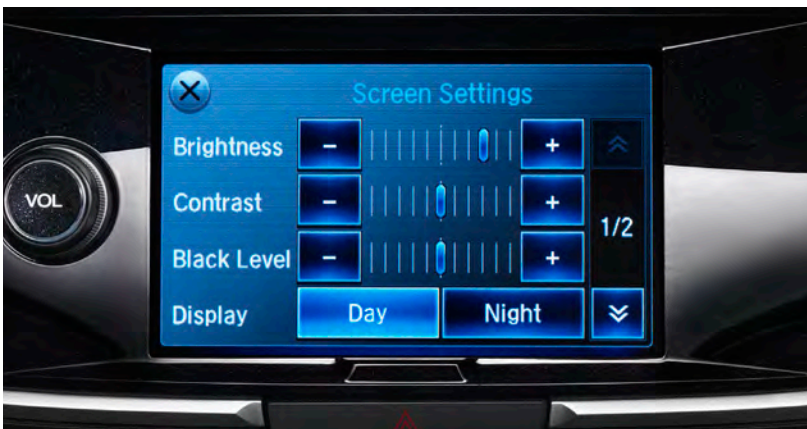 Screen Settings
Brightness - +
VOL
Contrast - +
1/2
Black Level - +
Display Day Night